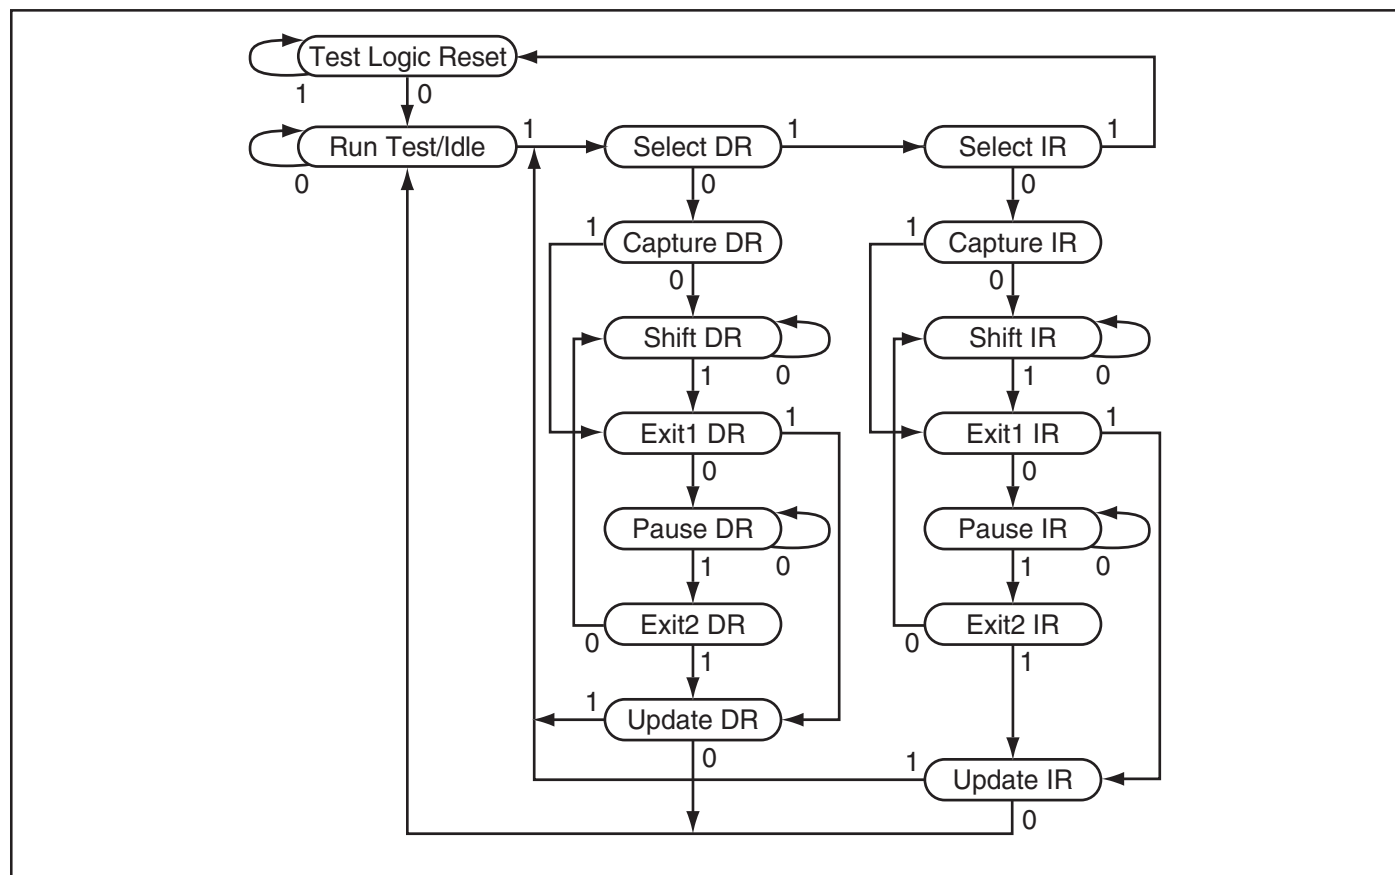 Test Logic Reset
1
0
Run Test/Idle
1
Select DR
1
Select IR
1
0
0
0
1
Capture DR
1
Capture IR
0
0
Shift DR
Shift IR
1
0
1
0
Exit1 DR
1
Exit1 IR
1
0
0
Pause DR
Pause IR
1
0
1
0
Exit2 DR
Exit2 IR
0
1
0
1
1
Update DR
0
1
Update IR
0